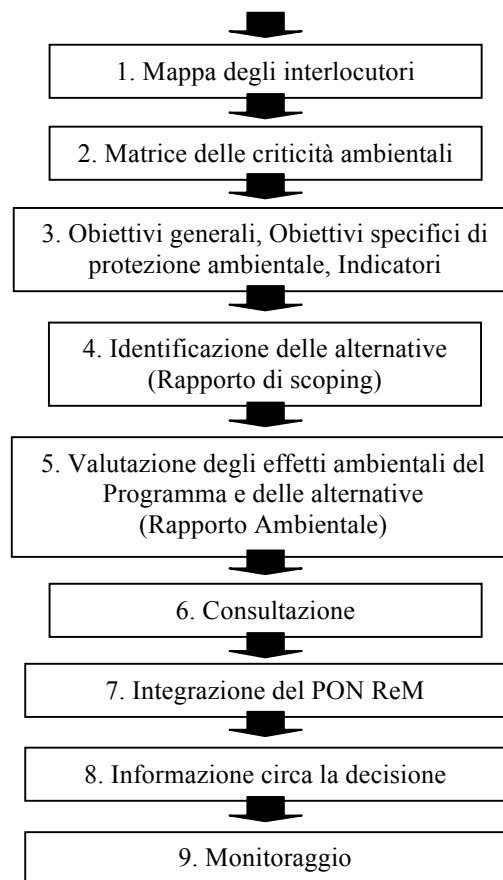 1. Mappa degli interlocutori
2. Matrice delle criticità ambientali
3. Obiettivi generali, Obiettivi specifici di
protezione ambientale, Indicatori
4. Identificazione delle alternative
(Rapporto di scoping)
5. Valutazione degli effetti ambientali del
Programma e delle alternative
(Rapporto Ambientale)
6. Consultazione
7. Integrazione del PON ReM
8. Informazione circa la decisione
9. Monitoraggio